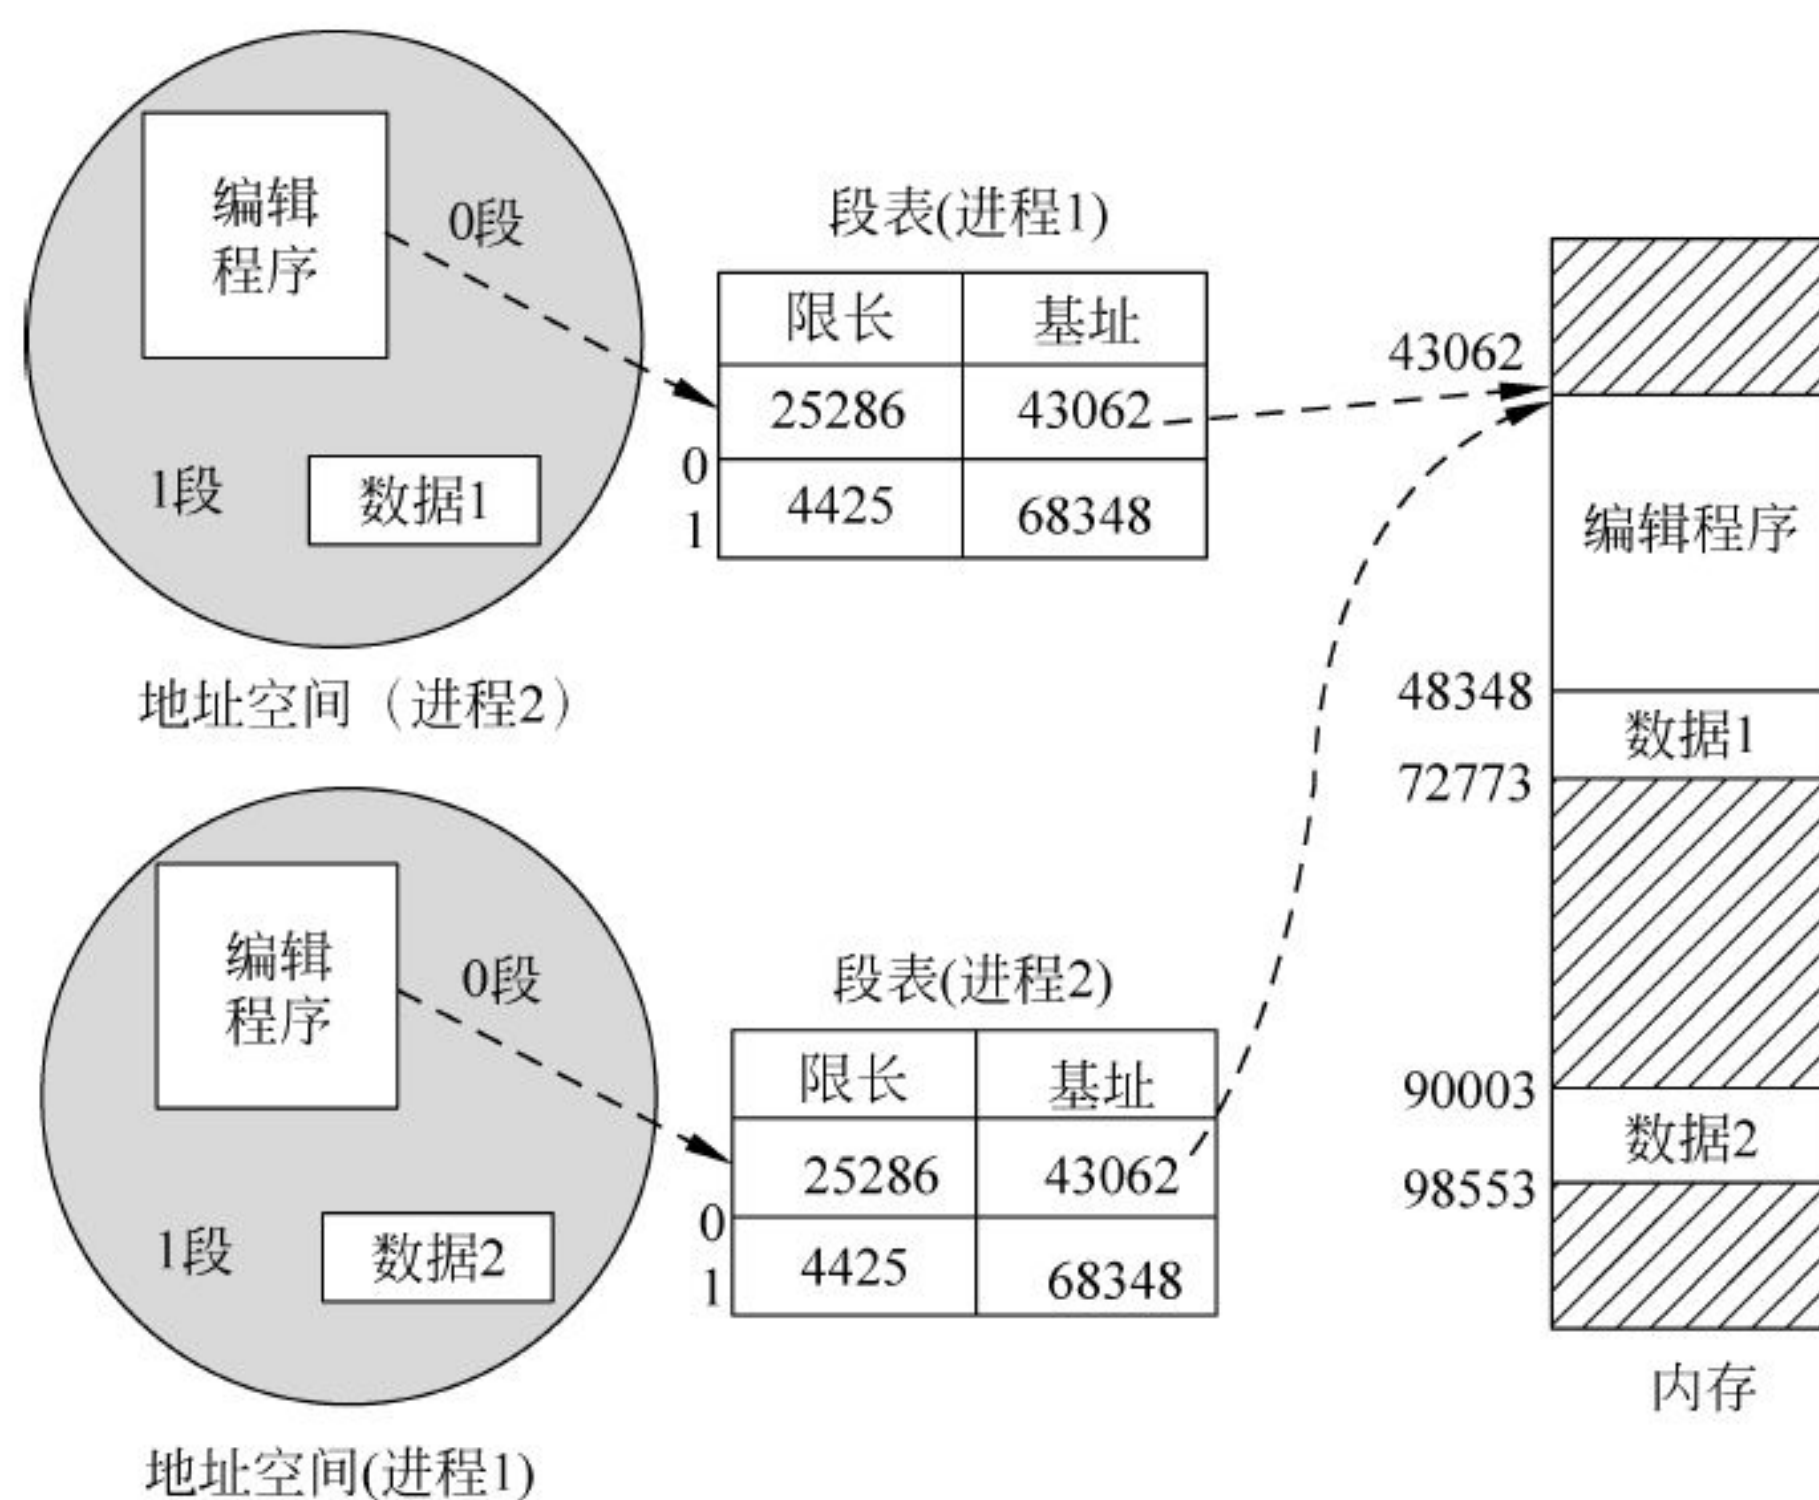 编辑
程序
0段
1段
数据1
地址空间（进程2）
段表(进程1)
限长 基址
25286 43062
0
4425 68348
1
编辑
程序
0段
1段
数据2
地址空间(进程1)
段表(进程2)
限长 基址
25286 43062
0
4425 68348
1
43062
编辑程序
48348
数据1
72773
90003
数据2
98553
内存